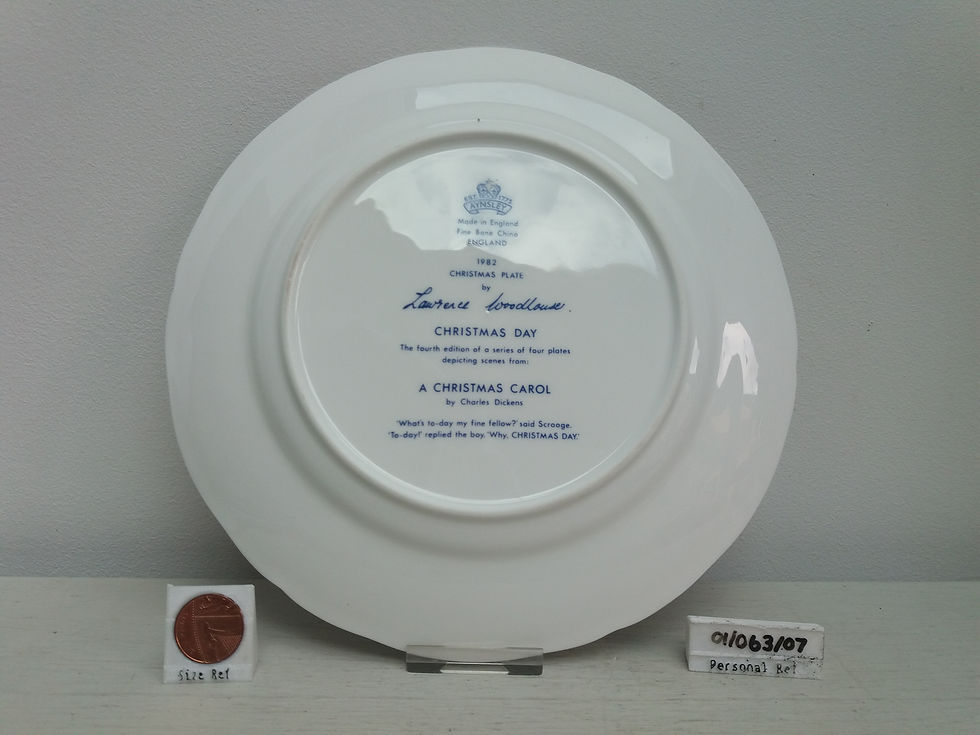 EST. 1775
AYNSLEY
Made in England
Fine Bone China
ENGLAND
1982
CHRISTMAS PLATE
by
Lawrence Woodhouse.
CHRISTMAS DAY
The fourth edition of a series of four plates
depicting scenes from:
A CHRISTMAS CAROL
by Charles Dickens
'What's to-day my fine fellow?' said Scrooge.
'To-day!' replied the boy, 'Why, CHRISTMAS DAY.'
Size Ref
01/063/07
Personal Ref